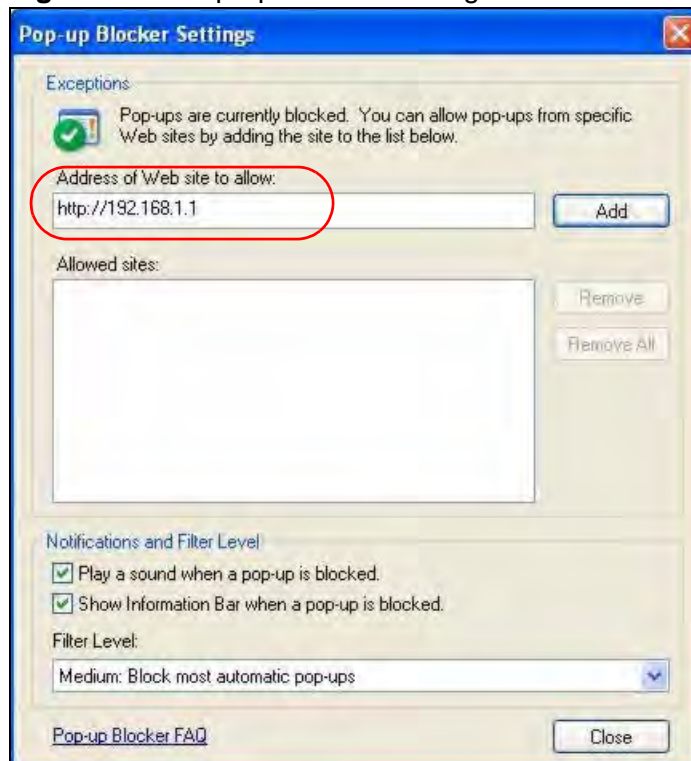 Pop-up Blocker Settings
Exceptions
Pop-ups are currently blocked. You can allow pop-ups from specific
Web sites by adding the site to the list below.
Address of Web site to allow:
http://192.168.1.1
Add
Allowed sites:
Remove
Remove All
Notifications and Filter Level
Play a sound when a pop-up is blocked.
Show Information Bar when a pop-up is blocked.
Filter Level:
Medium: Block most automatic pop-ups
Pop-up Blocker FAQ
Close